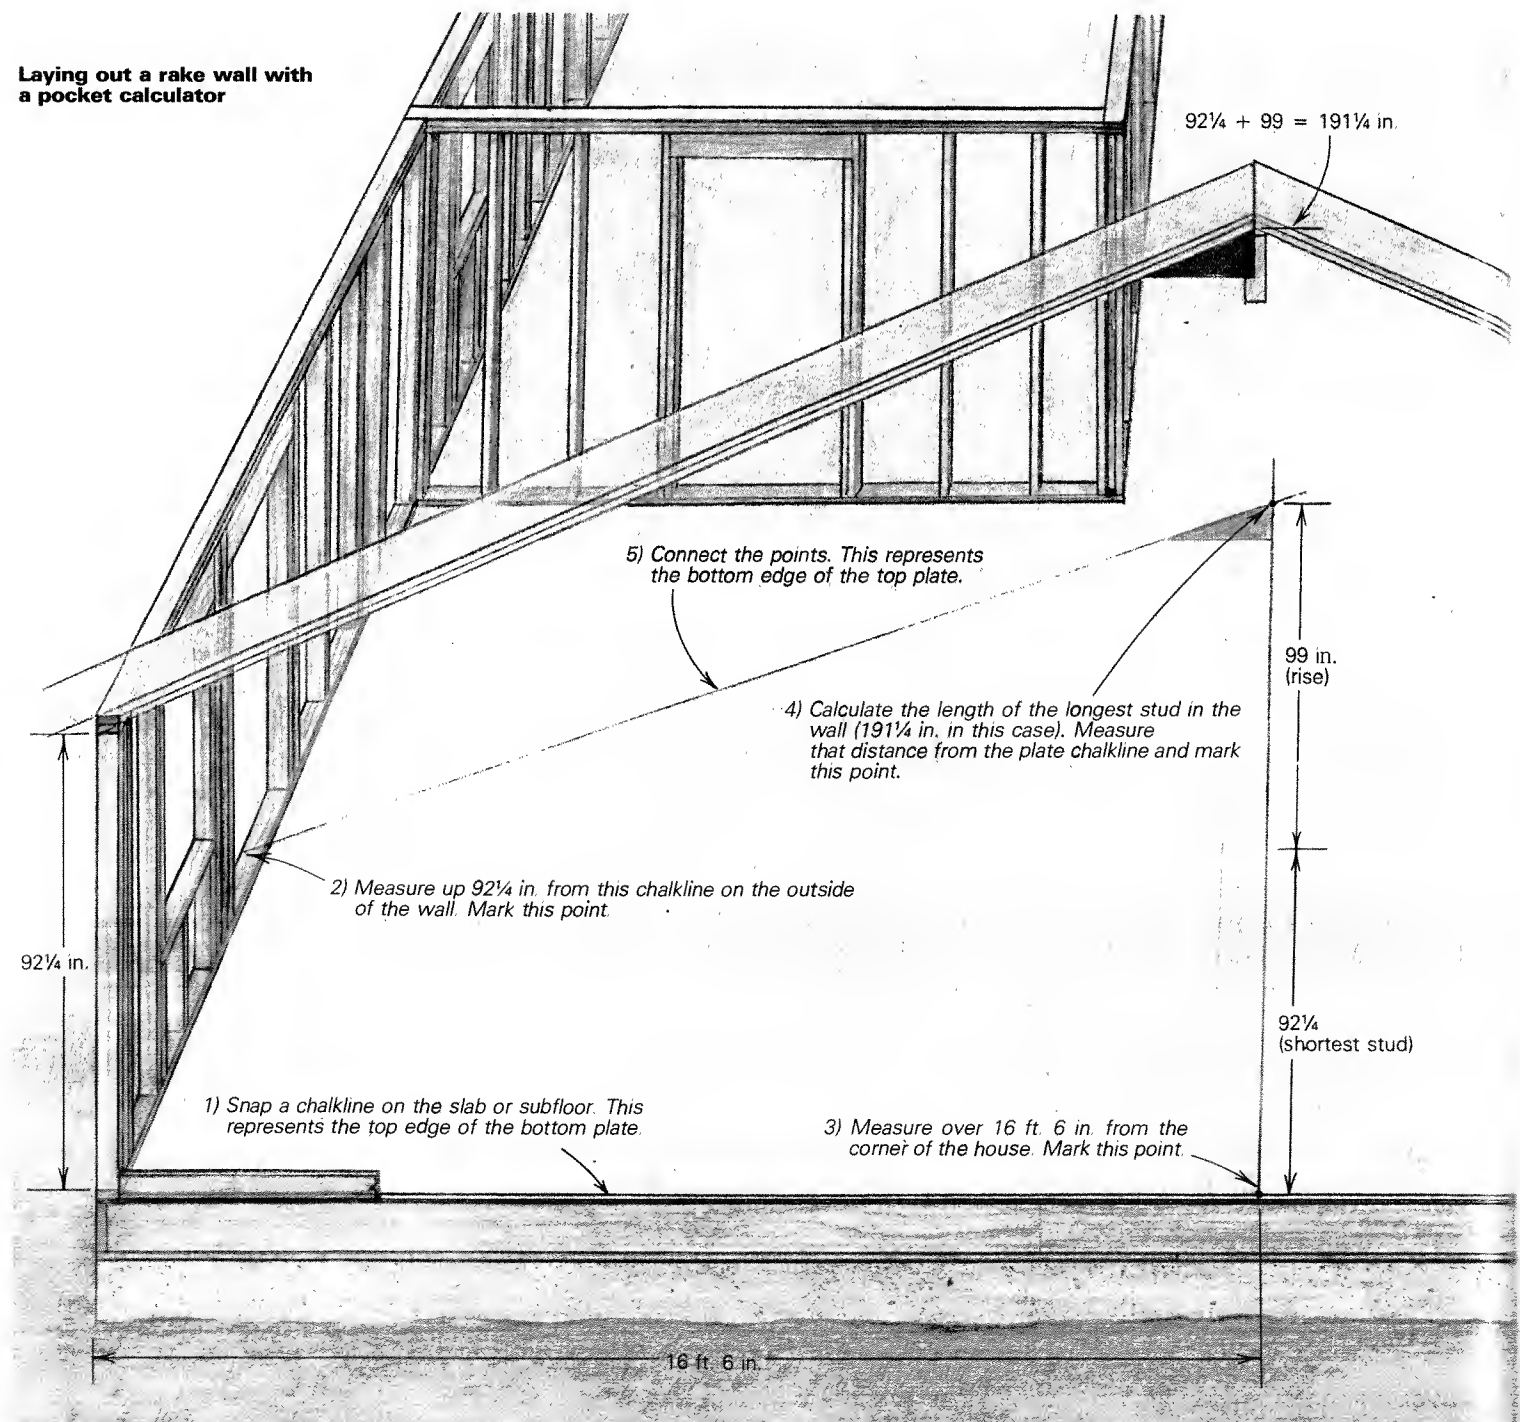 Laying out a rake wall with
a pocket calculator
92¼ + 99 = 191¼ in.
5) Connect the points. This represents
the bottom edge of the top plate.
99 in.
(rise)
4) Calculate the length of the longest stud in the
wall (191¼ in. in this case). Measure
that distance from the plate chalkline and mark
this point.
2) Measure up 92¼ in. from this chalkline on the outside
of the wall. Mark this point.
92¼ in.
92¼
(shortest stud)
1) Snap a chalkline on the slab or subfloor. This
represents the top edge of the bottom plate.
3) Measure over 16 ft. 6 in. from the
corner of the house. Mark this point.
16 ft. 6 in.